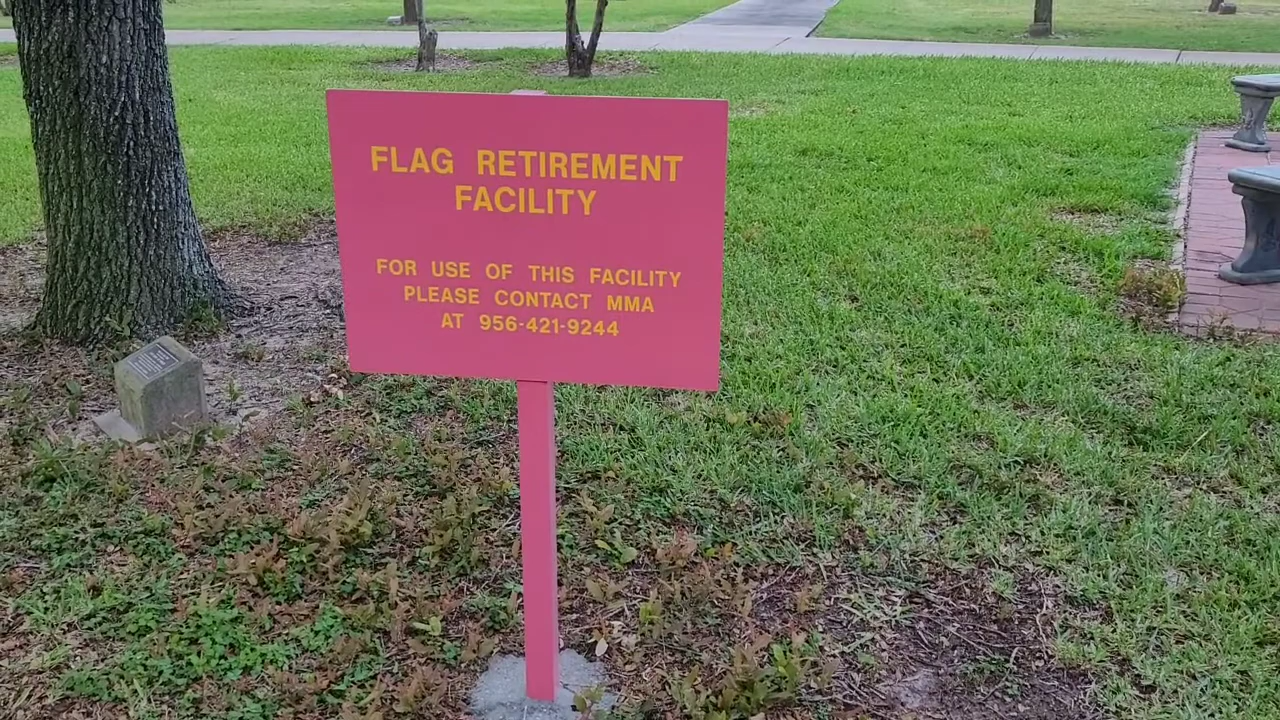 FLAG RETIREMENT
FACILITY
FOR USE OF THIS FACILITY
PLEASE CONTACT MMA
AT 956-421-9244